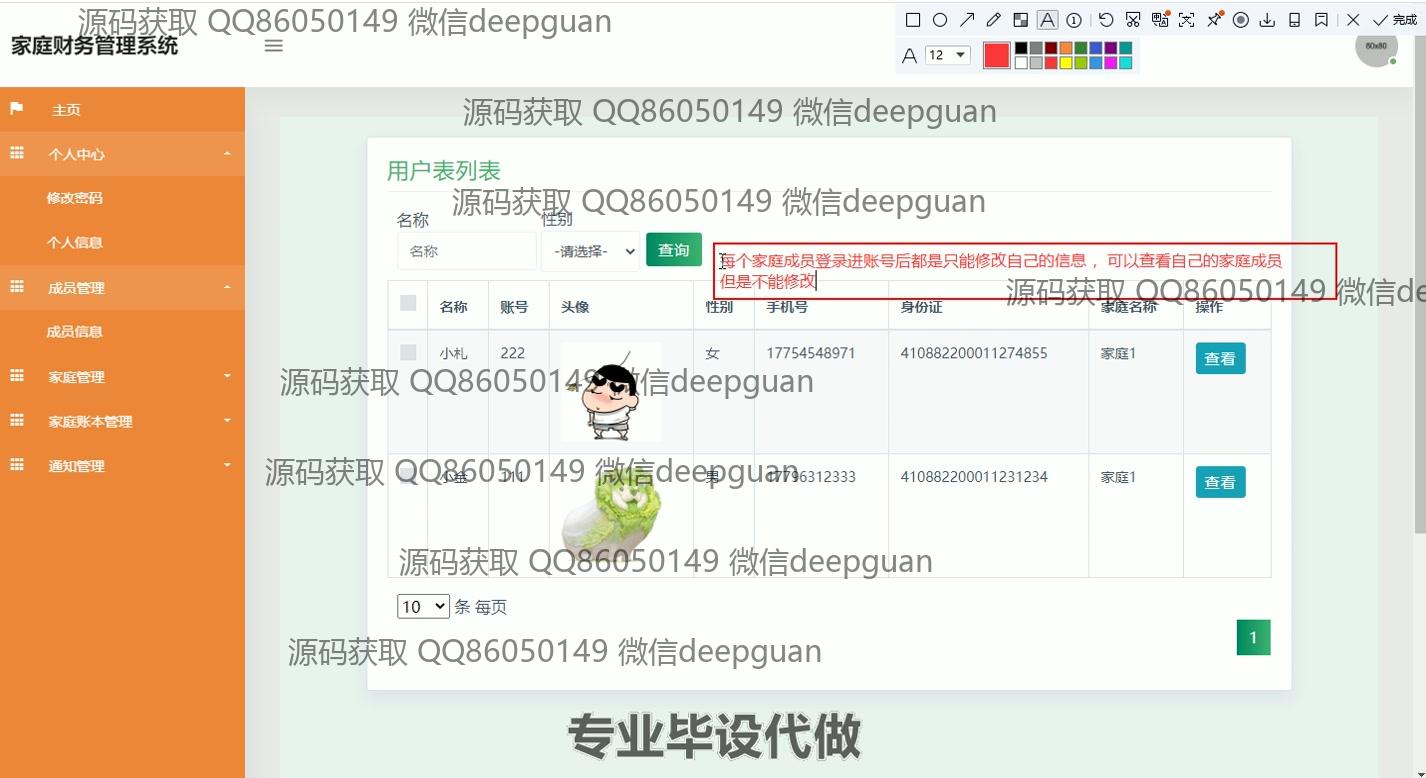 源码获取 QQ86050149 微信deepguan
家庭财务管理系统
12
完成
80x80
主页
源码获取 QQ86050149 微信deepguan
个人中心
用户表列表
修改密码
源码获取 QQ86050149 微信deepguan
名称 性别
个人信息
名称 -请选择- 查询
每个家庭成员登录进账号后都是只能修改自己的信息，可以查看自己的家庭成员
但是不能修改
成员管理
源码获取 QQ86050149 微信de
名称 账号 头像 性别 手机号 身份证 家庭名称 操作
成员信息
小札 222 女 17754548971 410882200011274855 家庭1 查看
家庭管理
源码获取 QQ86050149 微信deepguan
家庭账本管理
通知管理
源码获取 QQ86050149 微信deepguan
小金 111 男 17796312333 410882200011231234 家庭1 查看
源码获取 QQ86050149 微信deepguan
10 条 每页
1
源码获取 QQ86050149 微信deepguan
专业毕设代做